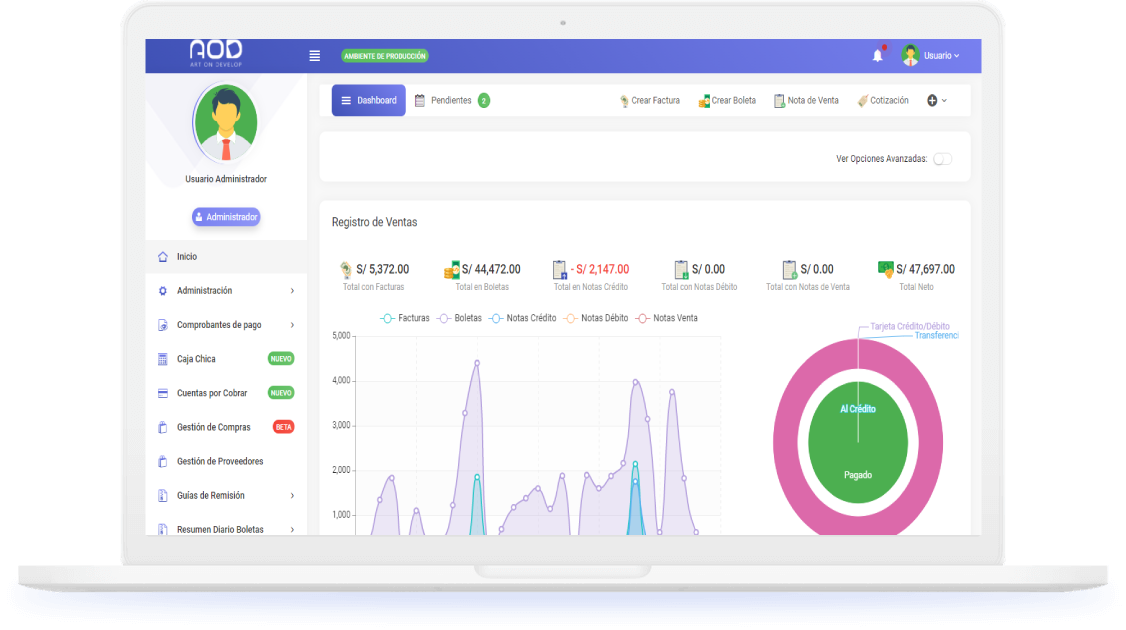 AOD
ART ON DEVELOP
AMBIENTE DE PRODUCCIÓN
Usuario
Usuario Administrador
Administrador
Inicio
Administración
Comprobantes de pago
Caja Chica NUEVO
Cuentas por Cobrar NUEVO
Gestión de Compras BETA
Gestión de Proveedores
Guías de Remisión
Resumen Diario Boletas
Dashboard Pendientes 2 Crear Factura Crear Boleta Nota de Venta Cotización
Ver Opciones Avanzadas:
Registro de Ventas
S/ 5,372.00 S/ 44,472.00 - S/ 2,147.00 S/ 0.00 S/ 0.00 S/ 47,697.00
Total con Facturas Total en Boletas Total en Notas Crédito Total con Notas Débito Total con Notas de Venta Total Neto
Facturas Boletas Notas Crédito Notas Débito Notas Venta
5,000
4,000
3,000
2,000
1,000
Tarjeta Crédito/Débito
Transferenci
Al Crédito
Pagado